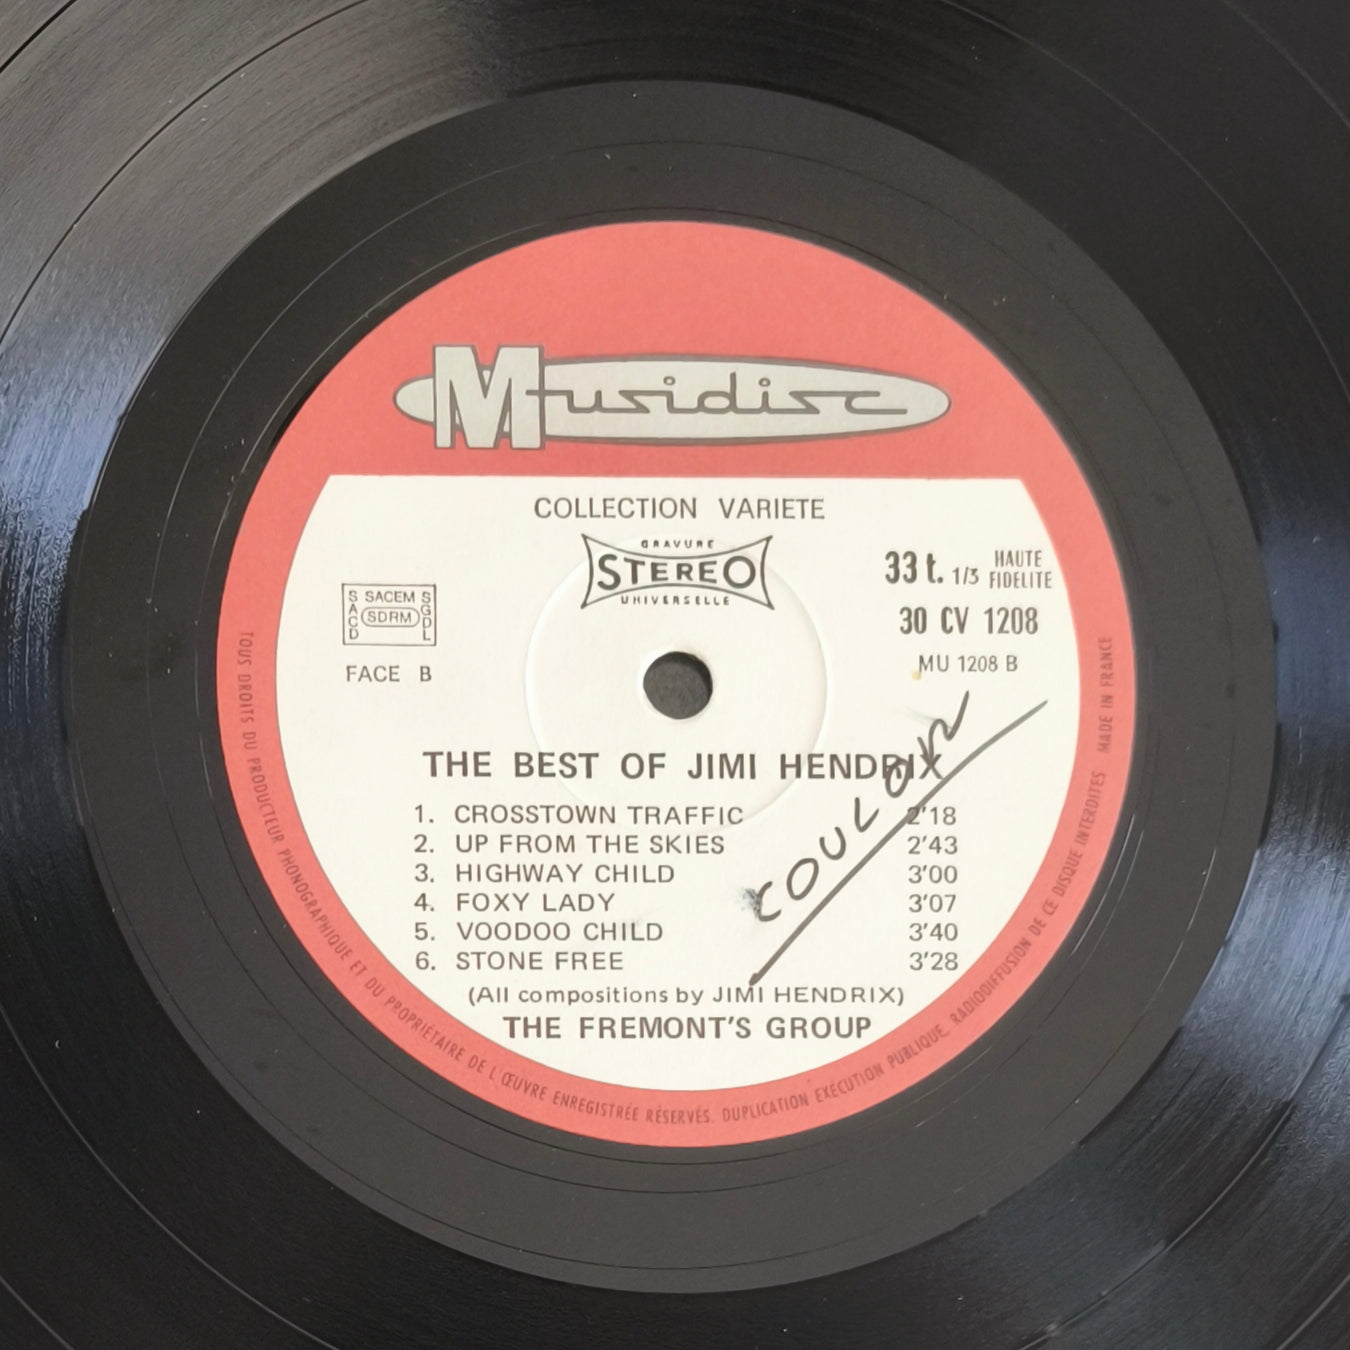 Musidisc
COLLECTION VARIETE
GRAVURE
STEREO
UNIVERSELLE
33 t. 1/3 HAUTE FIDELITE
30 CV 1208
MU 1208 B
SACD SACEM SGDL
SDRM
FACE B
THE BEST OF JIMI HENDRIX
1. CROSSTOWN TRAFFIC 2'18
2. UP FROM THE SKIES 2'43
3. HIGHWAY CHILD 3'00
4. FOXY LADY 3'07
5. VOODOO CHILD 3'40
6. STONE FREE 3'28
(All compositions by JIMI HENDRIX)
THE FREMONT'S GROUP
TOUS DROITS DU PRODUCTEUR PHONOGRAPHIQUE ET DU PROPRIÉTAIRE DE L'ŒUVRE ENREGISTRÉE RÉSERVÉS. DUPLICATION EXÉCUTION PUBLIQUE, RADIODIFFUSION DE CE DISQUE INTERDITES MADE IN FRANCE